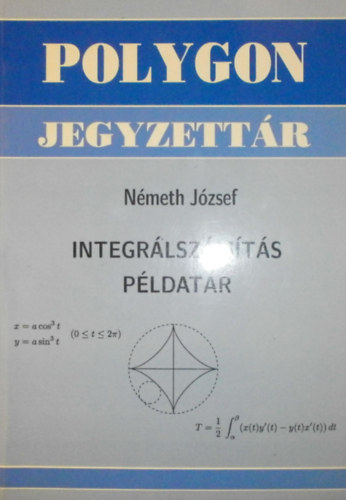 POLYGON
JEGYZETTÁR
Németh József
INTEGRÁLSZÁMÍTÁS
PÉLDATÁR
x = a cos³ t
y = a sin³ t
(0 ≤ t ≤ 2π)
T = 1/2 ∫_α^β (x(t)y′(t) − y(t)x′(t)) dt